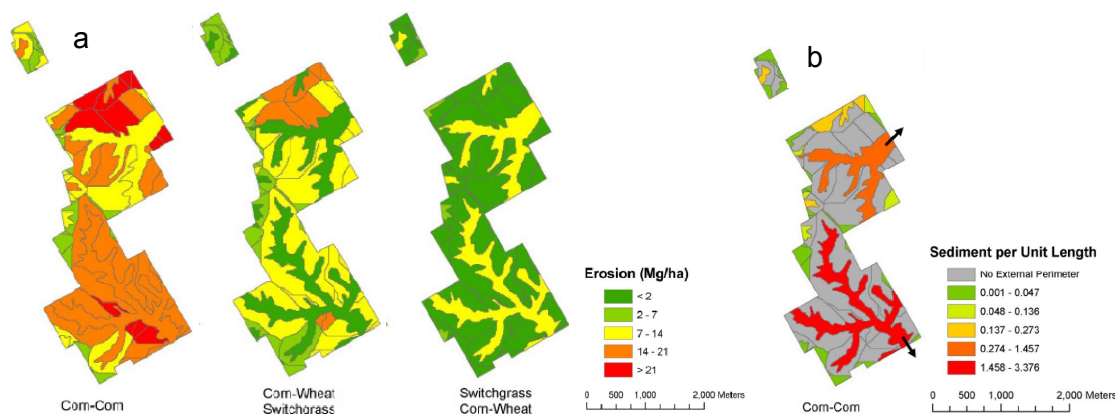 a
b
Erosion (Mg/ha)
< 2
2 - 7
7 - 14
14 - 21
> 21
Sediment per Unit Length
No External Perimeter
0.001 - 0.047
0.048 - 0.136
0.137 - 0.273
0.274 - 1.457
1.458 - 3.376
Corn-Corn
Corn-Wheat
Switchgrass
Switchgrass
Corn-Wheat
0 500 1,000 2,000 Meters
Corn-Corn
0 500 1,000 2,000 Meters